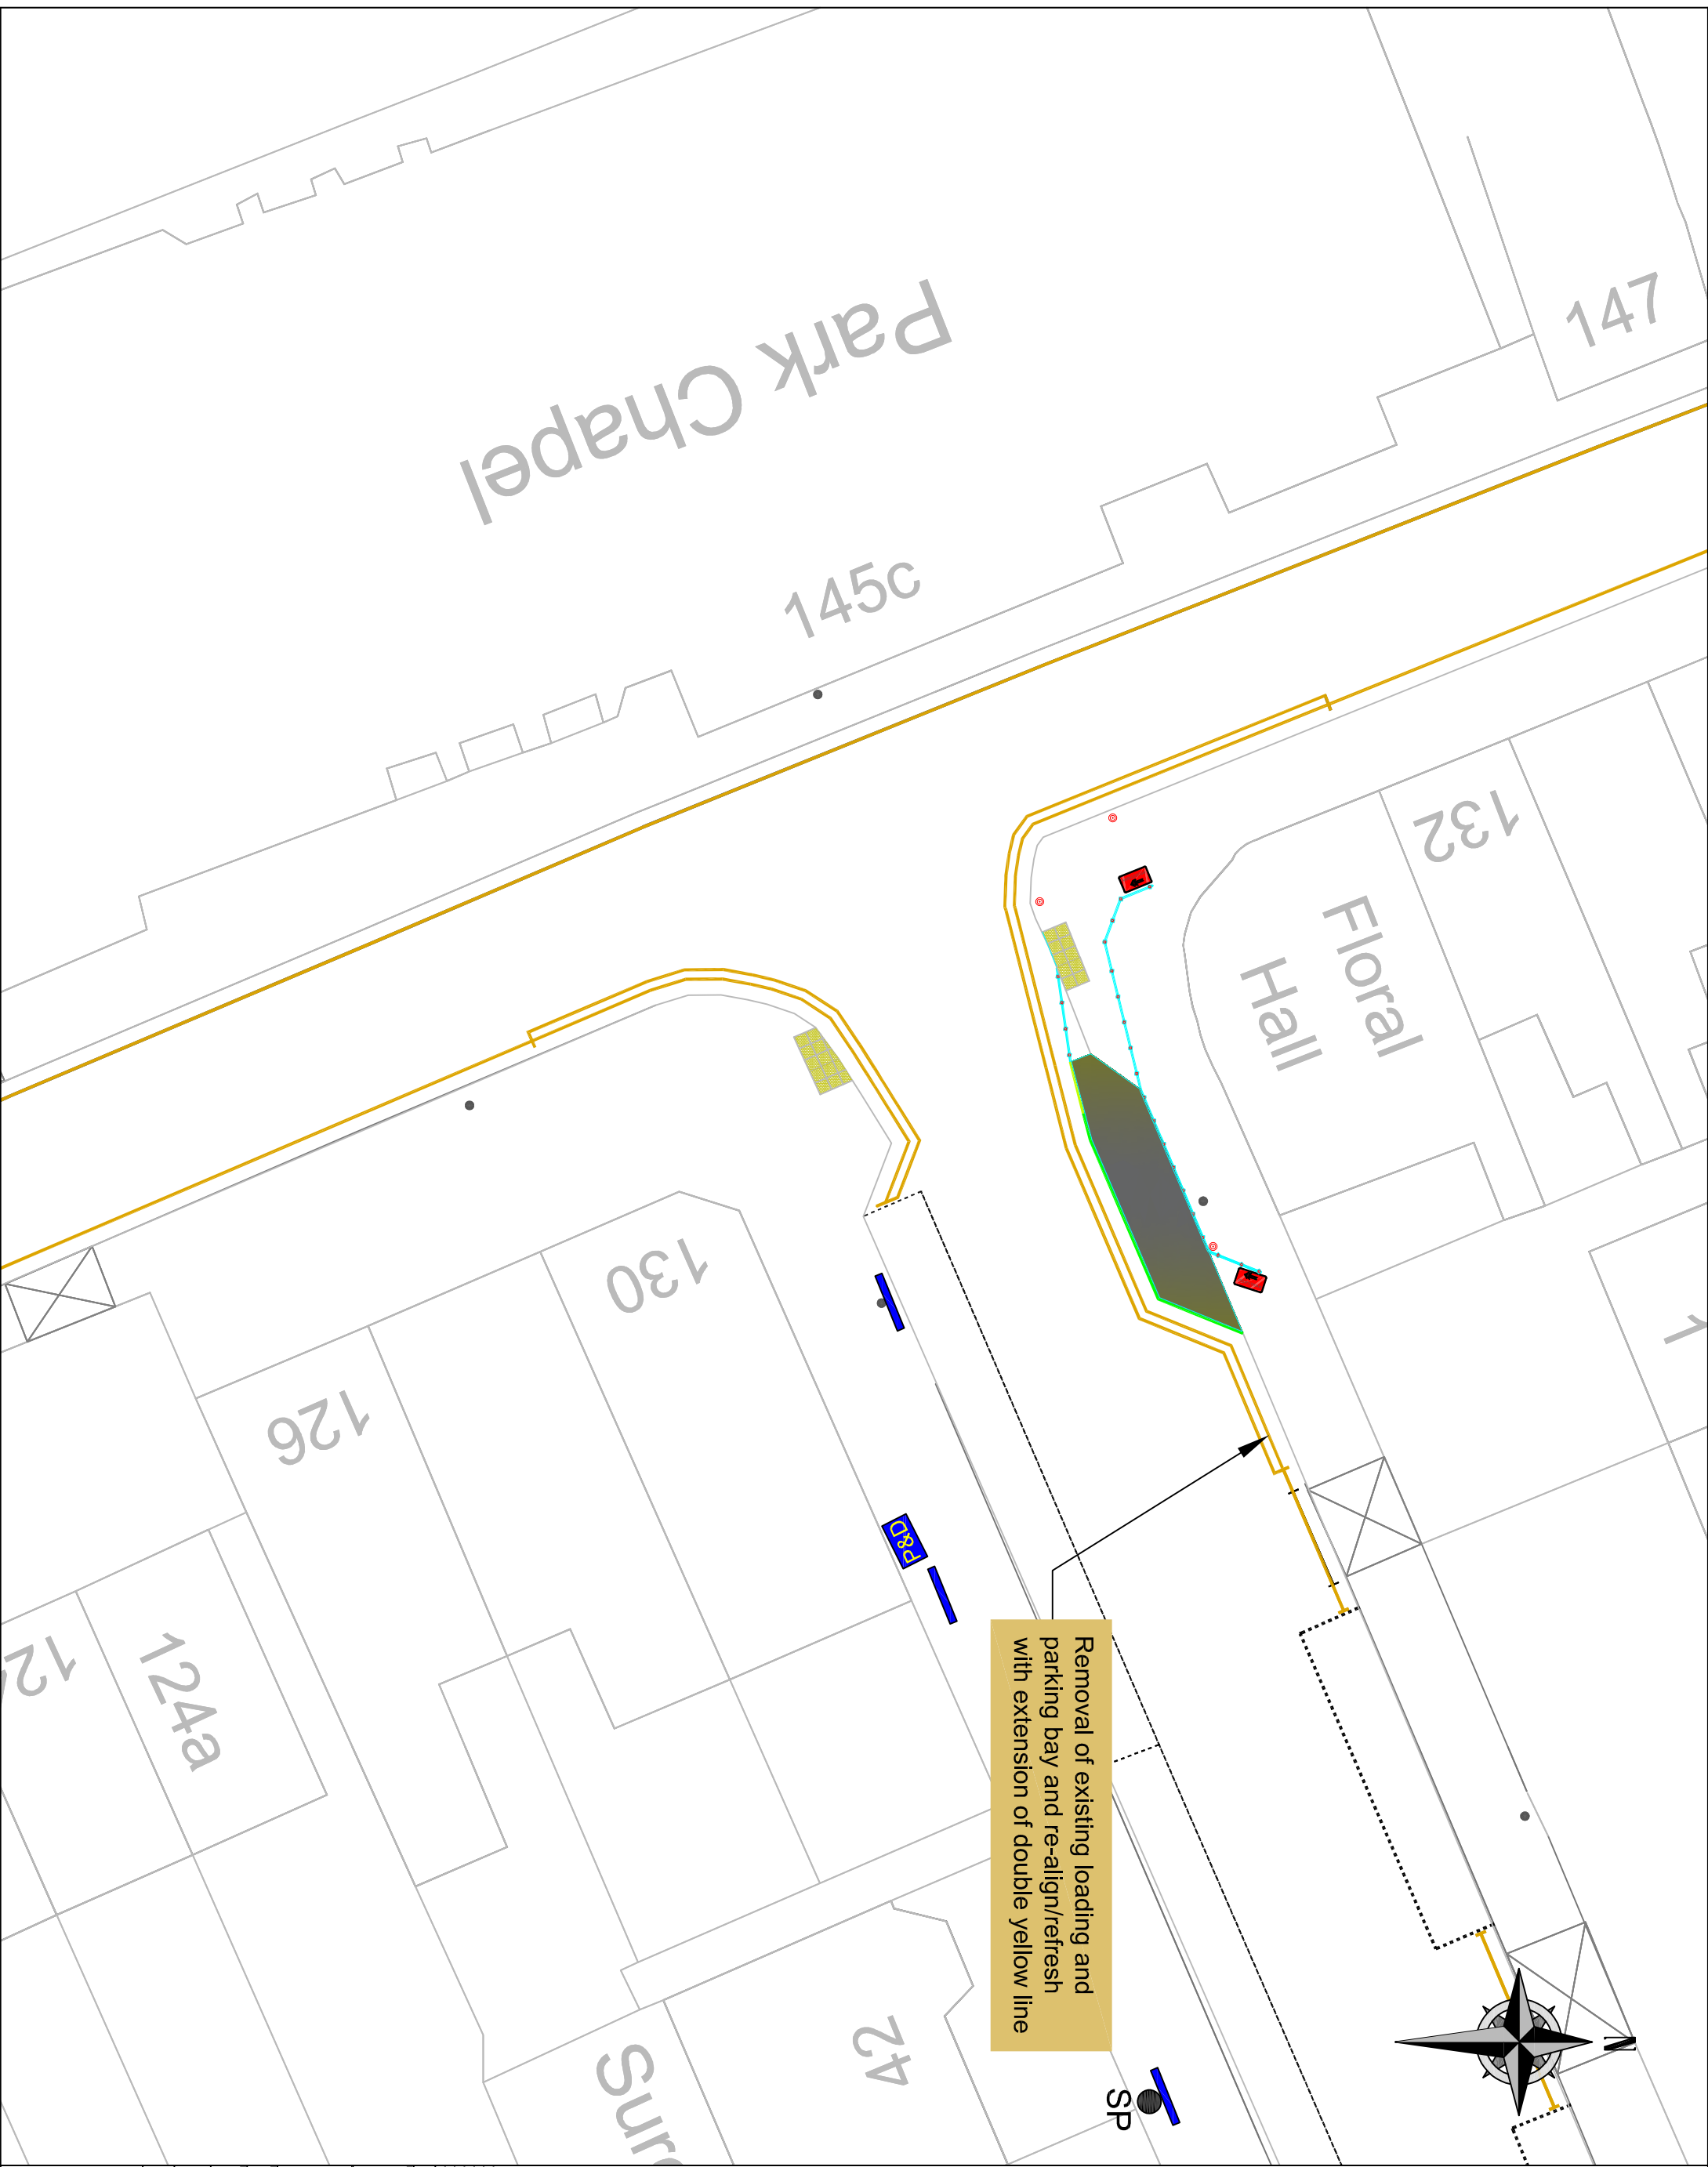 Park Chapel
147
145c
132
Floral
Hall
130
126
124a
P&D
Removal of existing loading and
parking bay and re-align/refresh
with extension of double yellow line
42
SP
N